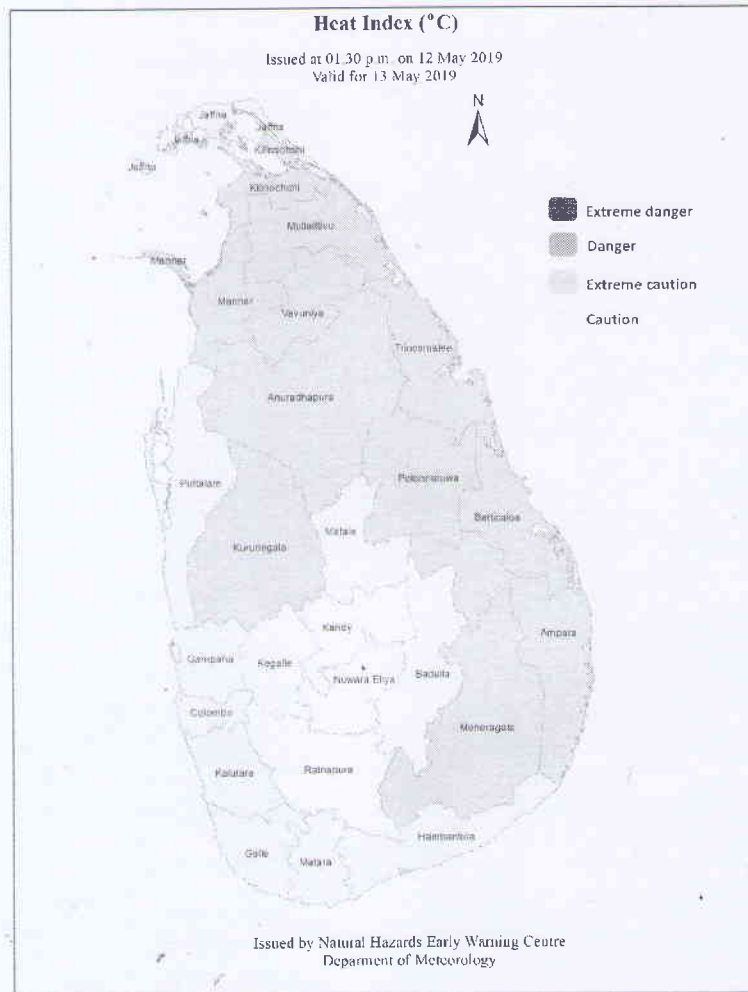 Heat Index (°C)
Issued at 01.30 p.m. on 12 May 2019
Valid for 13 May 2019
N
Jaffna
Jaffna
Jaffna
Kilinochchi
Jaffna
Kilinochchi
Mullaitivu
Mannar
Mannar
Vavuniya
Trincomalee
Anuradhapura
Puttalam
Polonnaruwa
Batticaloa
Matale
Kurunegala
Kandy
Ampara
Gampaha
Kegalle
Nuwara Eliya
Badulla
Colombo
Moneragala
Kalutara
Ratnapura
Hambantota
Galle
Matara
Extreme danger
Danger
Extreme caution
Caution
Issued by Natural Hazards Early Warning Centre
Deparment of Meteorology